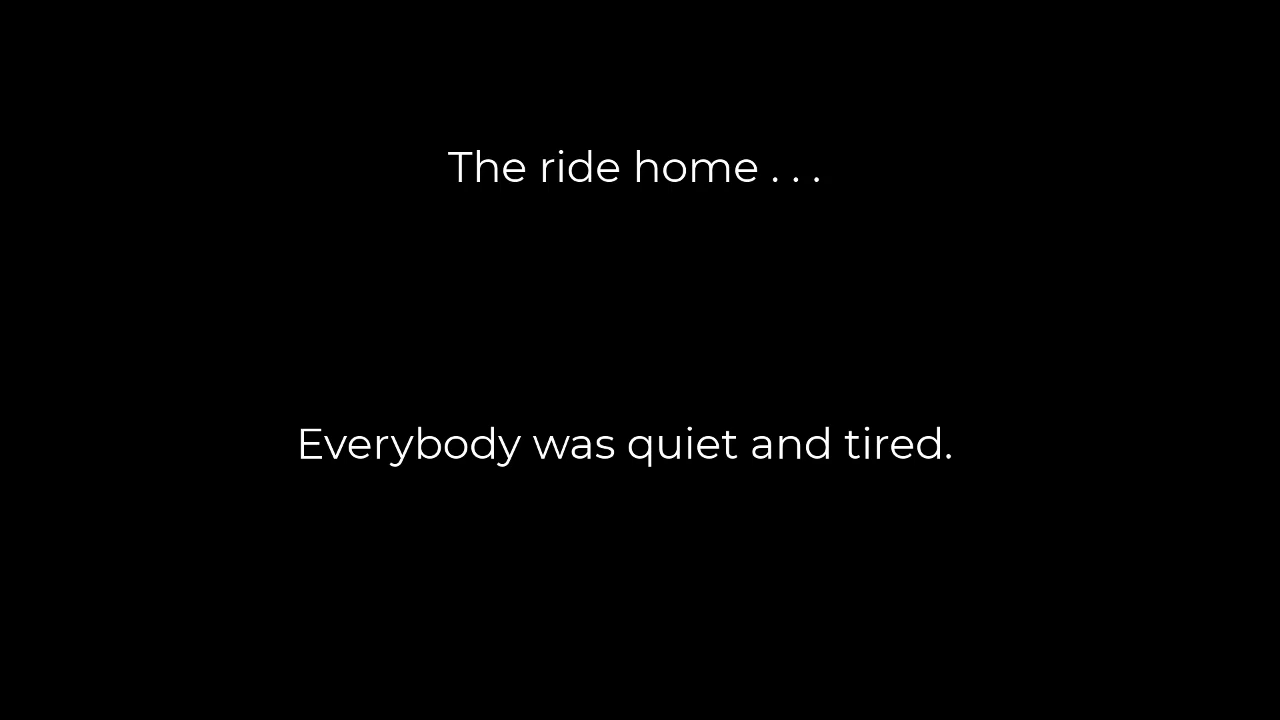 The ride home . . .
Everybody was quiet and tired.